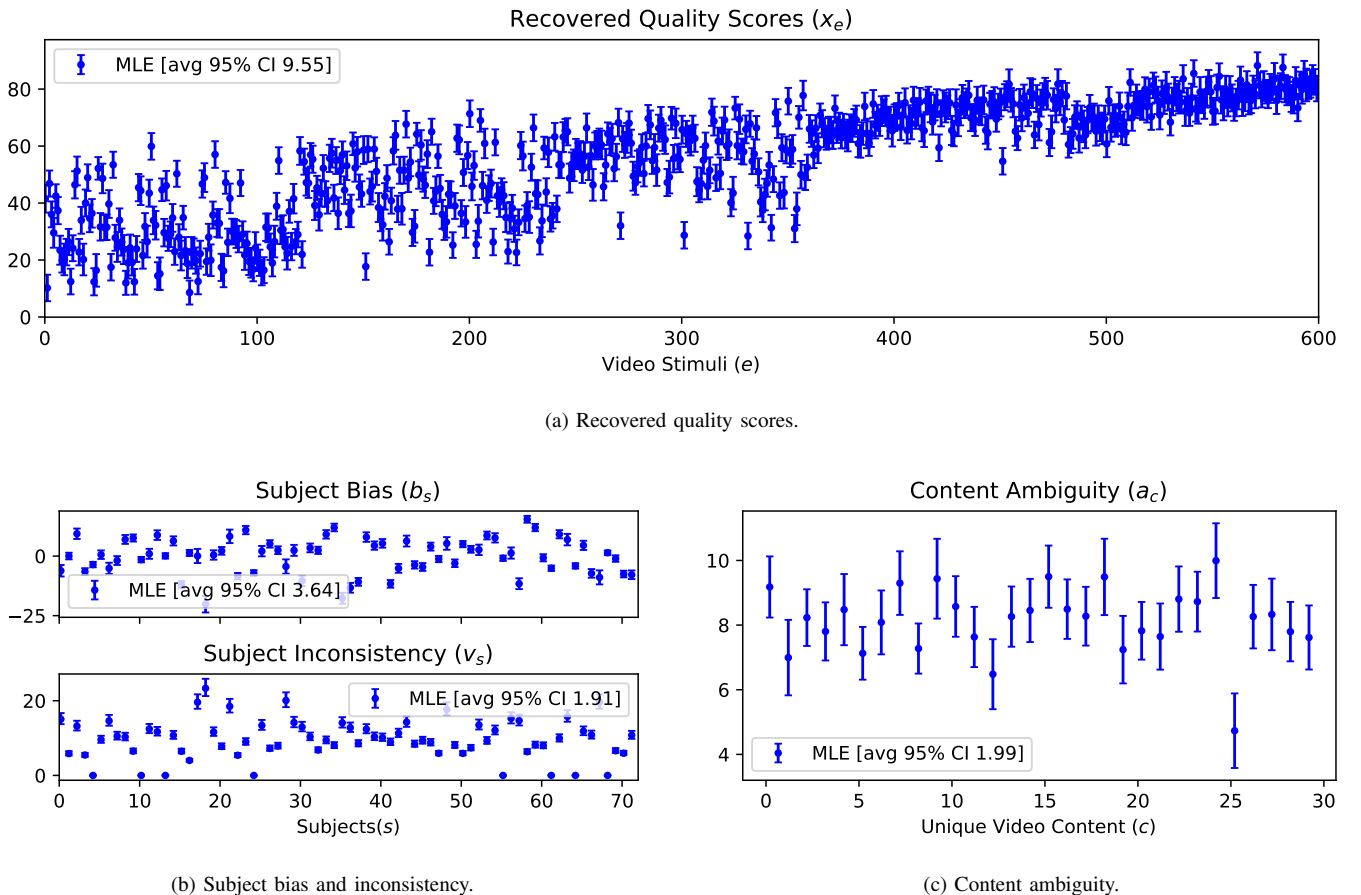 Recovered Quality Scores (xe)
MLE [avg 95% CI 9.55]
80
60
40
20
0
0 100 200 300 400 500 600
Video Stimuli (e)
(a) Recovered quality scores.
Subject Bias (bs)
0
MLE [avg 95% CI 3.64]
−25
Subject Inconsistency (vs)
20
MLE [avg 95% CI 1.91]
0
0 10 20 30 40 50 60 70
Subjects(s)
(b) Subject bias and inconsistency.
Content Ambiguity (ac)
10
8
6
4
MLE [avg 95% CI 1.99]
0 5 10 15 20 25 30
Unique Video Content (c)
(c) Content ambiguity.